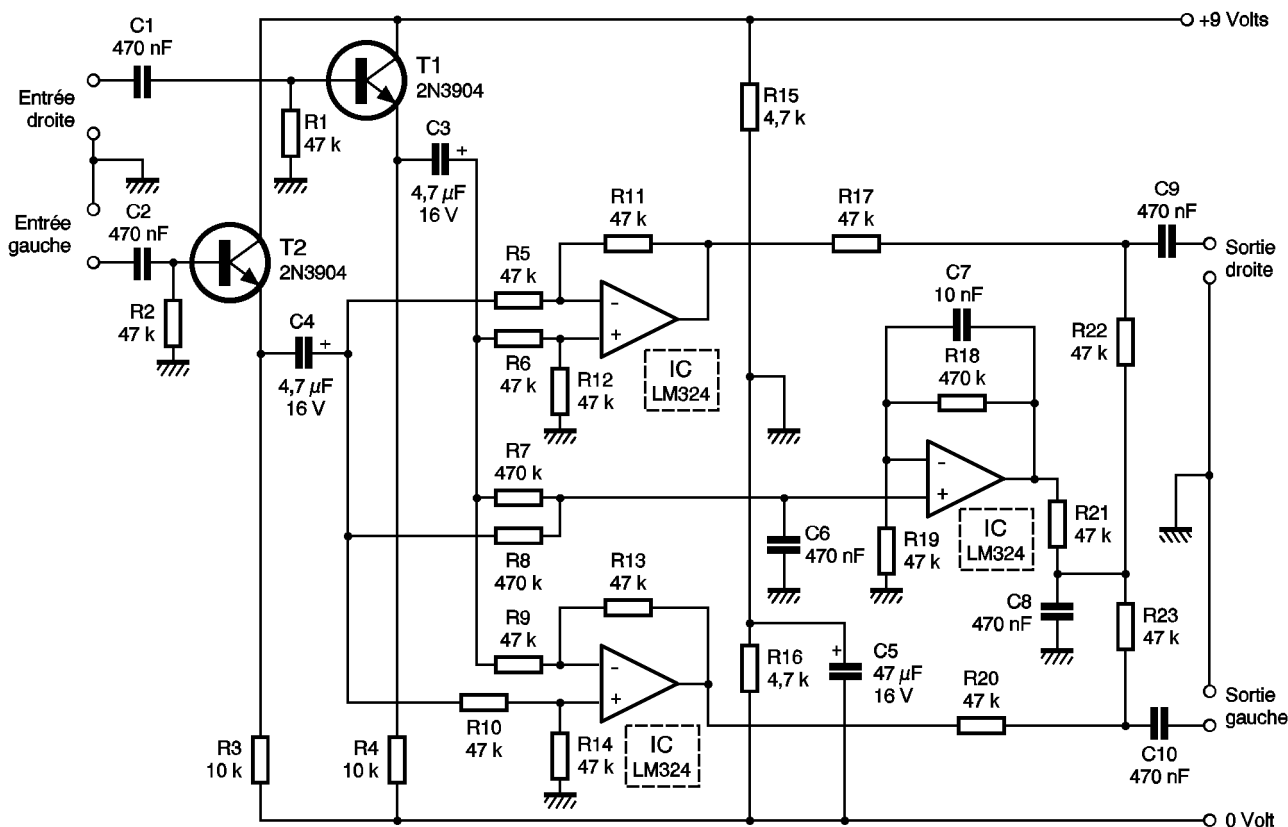 C1
470 nF
+9 Volts
T1
2N3904
Entrée
droite
R1
47 k
C3
+
4,7 µF
16 V
R15
4,7 k
Entrée
gauche
C2
470 nF
T2
2N3904
R2
47 k
C4
+
4,7 µF
16 V
R11
47 k
R17
47 k
C9
470 nF
Sortie
droite
R5
47 k
-
+
R6
47 k
R12
47 k
IC
LM324
C7
10 nF
R18
470 k
R22
47 k
R7
470 k
R8
470 k
-
+
C6
470 nF
R19
47 k
IC
LM324
R21
47 k
C8
470 nF
R23
47 k
R13
47 k
R9
47 k
-
+
R10
47 k
R14
47 k
IC
LM324
R16
4,7 k
+
C5
47 µF
16 V
R20
47 k
Sortie
gauche
C10
470 nF
R3
10 k
R4
10 k
0 Volt